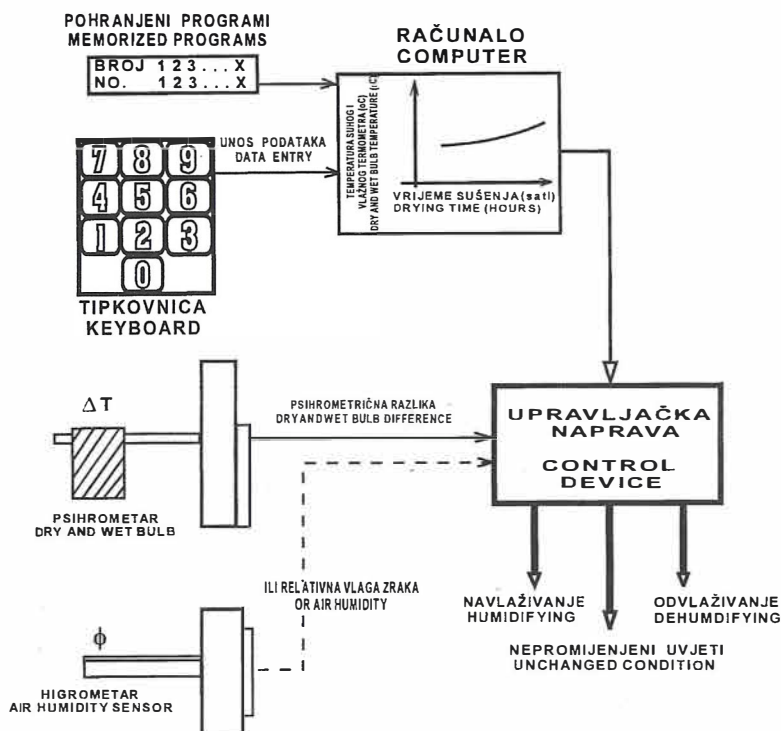 POHRANJENI PROGRAMI
MEMORIZED PROGRAMS
BROJ 1 2 3 . . . X
NO. 1 2 3 . . . X
RAČUNALO
COMPUTER
TEMPERATURA SUHOG I
VLAŽNOG TERMOMETRA (oC)
DRY AND WET BULB TEMPERATURE (oC)
VRIJEME SUŠENJA (sati)
DRYING TIME (HOURS)
UNOS PODATAKA
DATA ENTRY
7 8 9
4 5 6
1 2 3
0
TIPKOVNICA
KEYBOARD
ΔT
PSIHROMETAR
DRY AND WET BULB
PSIHROMETRIČNA RAZLIKA
DRYANDWET BULB DIFFERENCE
UPRAVLJAČKA
NAPRAVA
CONTROL
DEVICE
ILI RELATIVNA VLAGA ZRAKA
OR AIR HUMIDITY
NAVLAŽIVANJE
HUMIDIFYING
ODVLAŽIVANJE
DEHUMDIFYING
NEPROMIJENJENI UVJETI
UNCHANGED CONDITION
ϕ
HIGROMETAR
AIR HUMIDITY SENSOR